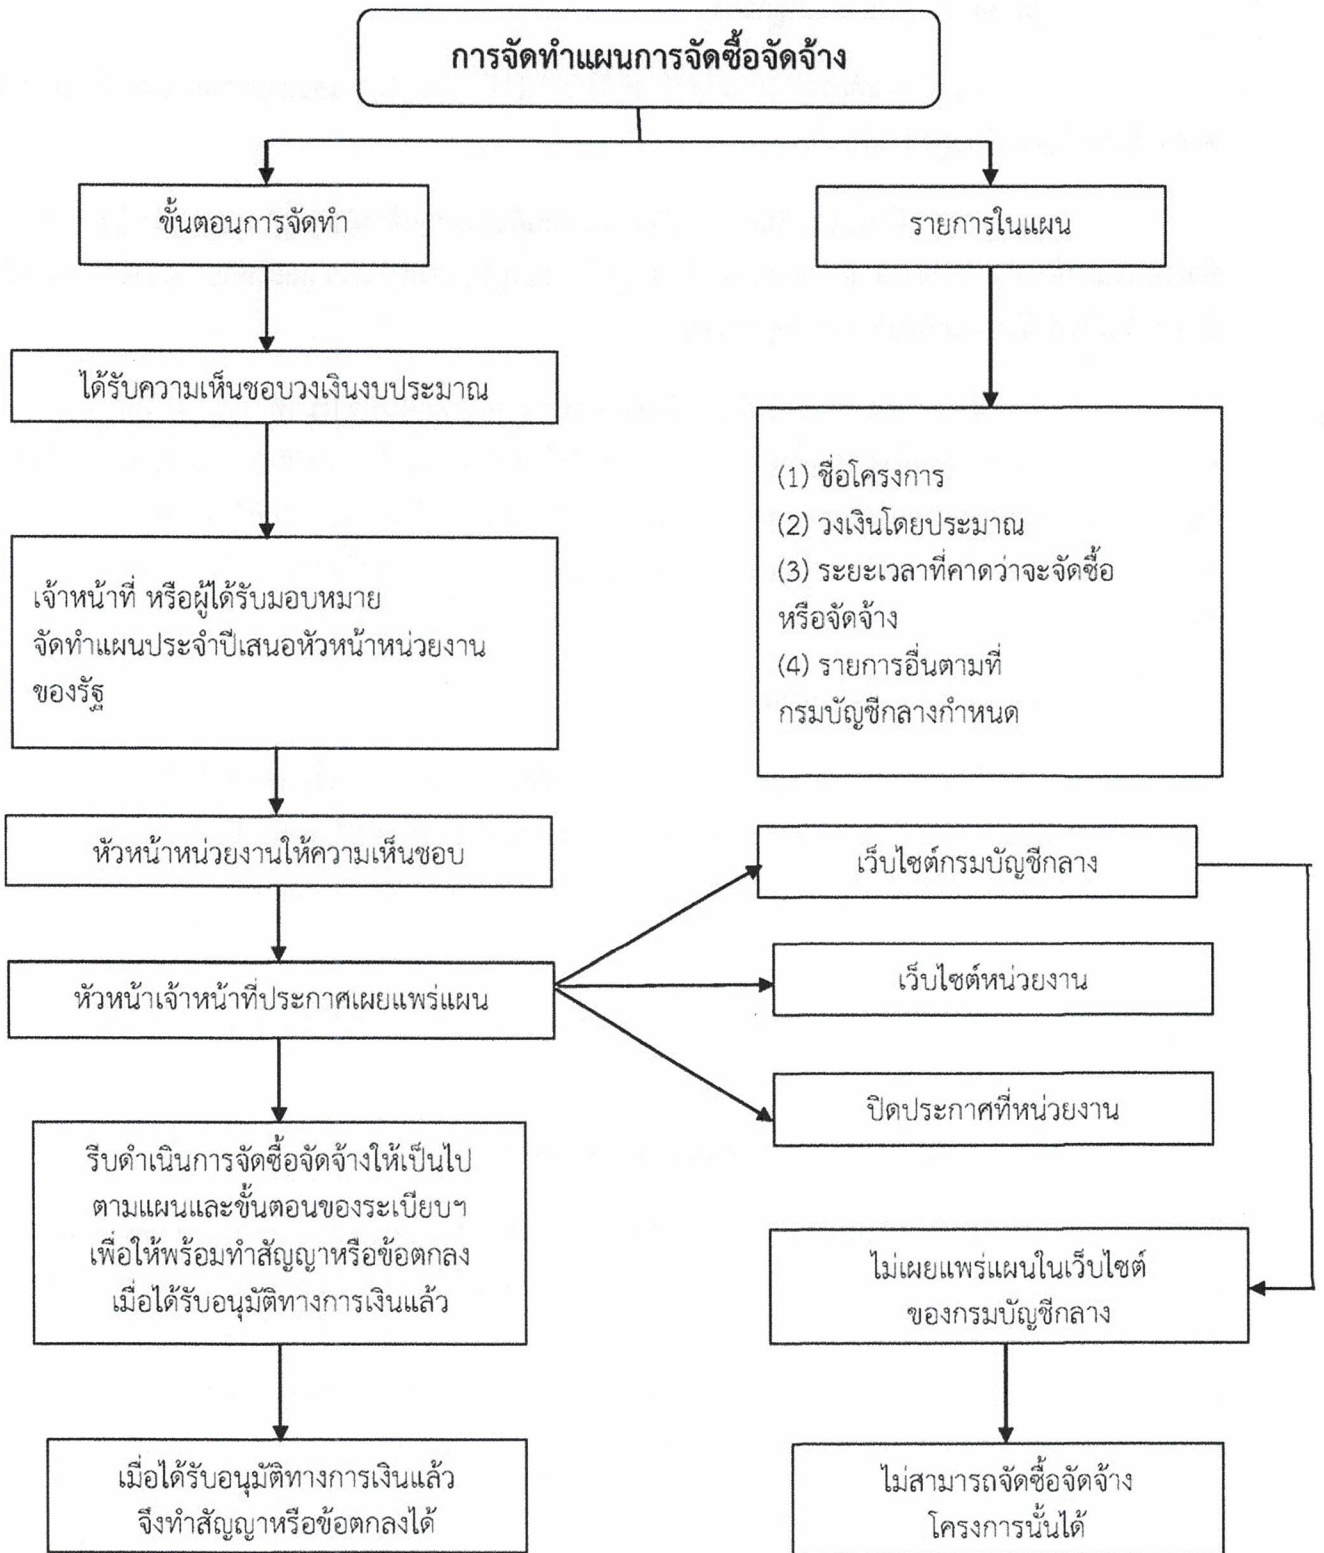 การจัดทำแผนการจัดซื้อจัดจ้าง
ขั้นตอนการจัดทำ
รายการในแผน
ได้รับความเห็นชอบวงเงินงบประมาณ
(1) ชื่อโครงการ
(2) วงเงินโดยประมาณ
(3) ระยะเวลาที่คาดว่าจะจัดซื้อ
หรือจัดจ้าง
(4) รายการอื่นตามที่
กรมบัญชีกลางกำหนด
เจ้าหน้าที่ หรือผู้ได้รับมอบหมาย
จัดทำแผนประจำปีเสนอหัวหน้าหน่วยงาน
ของรัฐ
หัวหน้าหน่วยงานให้ความเห็นชอบ
เว็บไซต์กรมบัญชีกลาง
หัวหน้าเจ้าหน้าที่ประกาศเผยแพร่แผน
เว็บไซต์หน่วยงาน
ปิดประกาศที่หน่วยงาน
รีบดำเนินการจัดซื้อจัดจ้างให้เป็นไป
ตามแผนและขั้นตอนของระเบียบฯ
เพื่อให้พร้อมทำสัญญาหรือข้อตกลง
เมื่อได้รับอนุมัติทางการเงินแล้ว
ไม่เผยแพร่แผนในเว็บไซต์
ของกรมบัญชีกลาง
เมื่อได้รับอนุมัติทางการเงินแล้ว
จึงทำสัญญาหรือข้อตกลงได้
ไม่สามารถจัดซื้อจัดจ้าง
โครงการนั้นได้